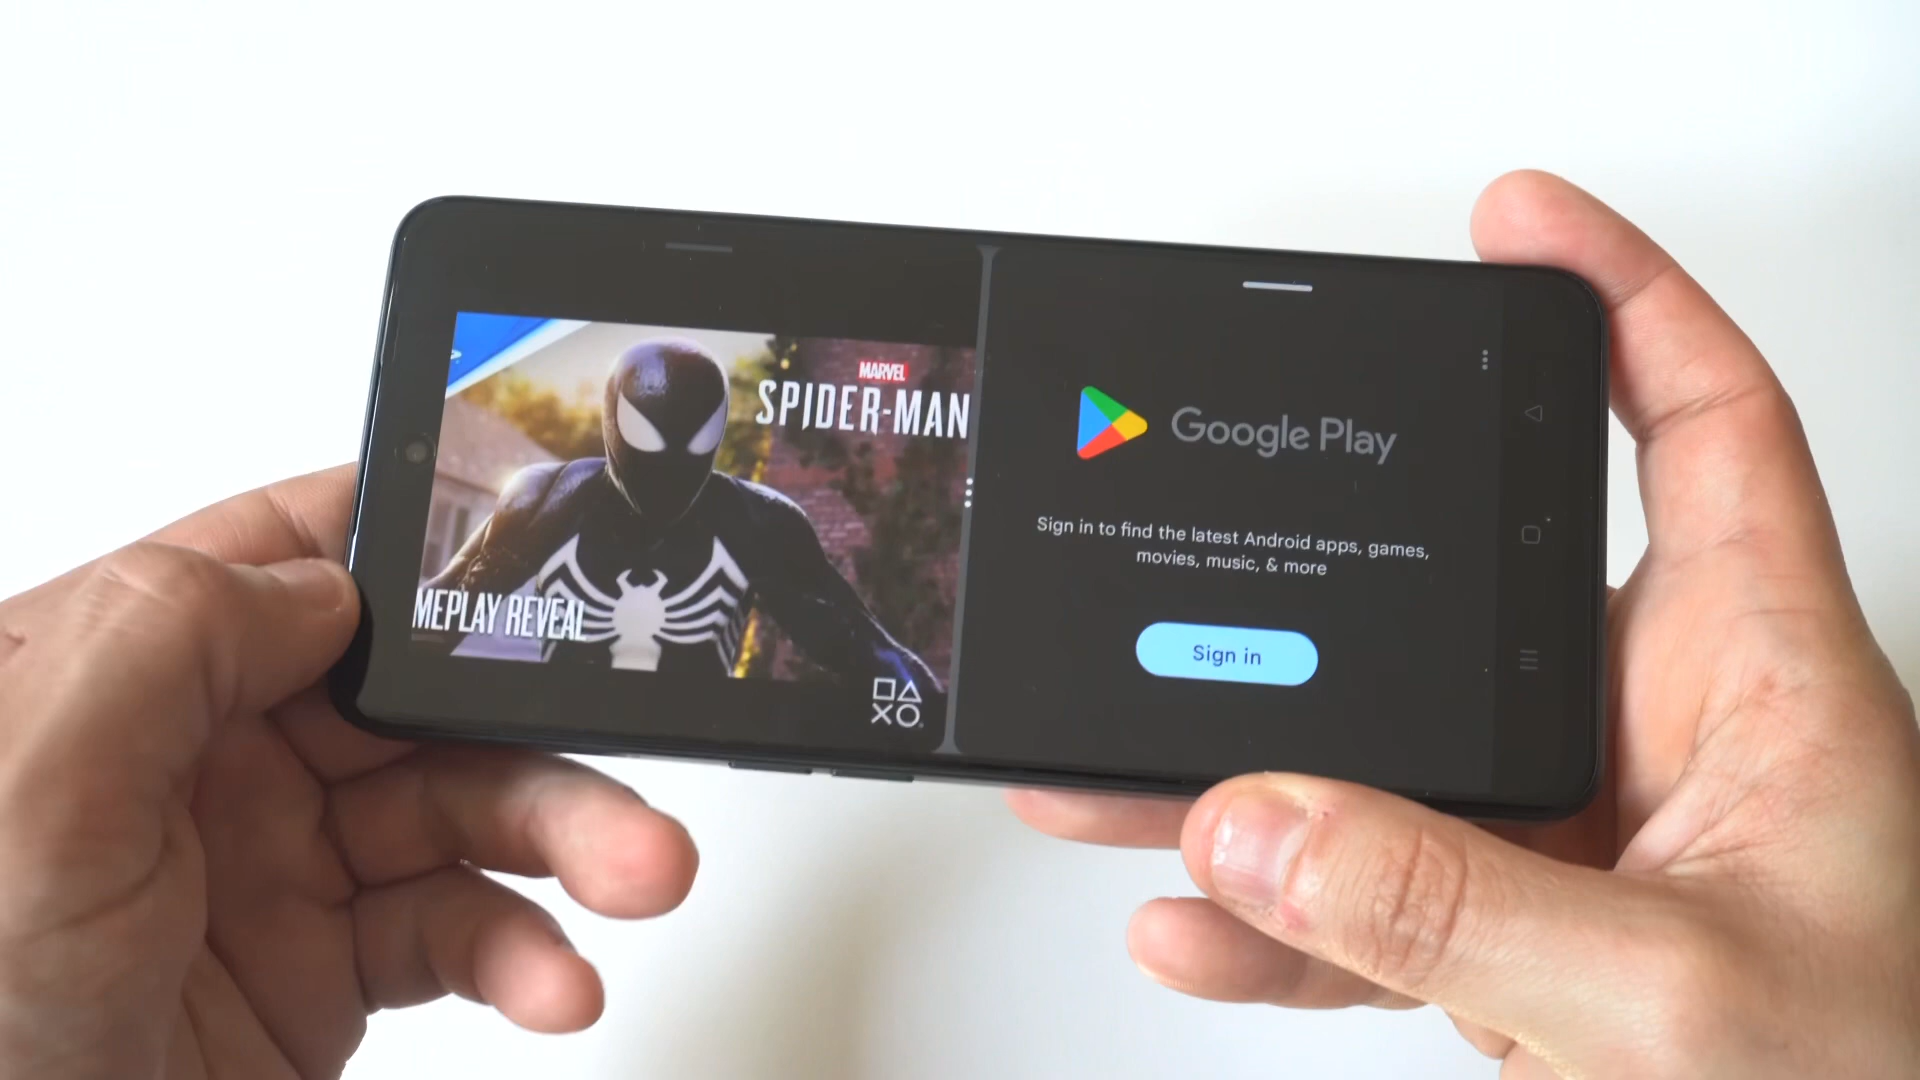 MARVEL
SPIDER-MAN
MEPLAY REVEAL
Google Play
Sign in to find the latest Android apps, games,
movies, music, & more
Sign in